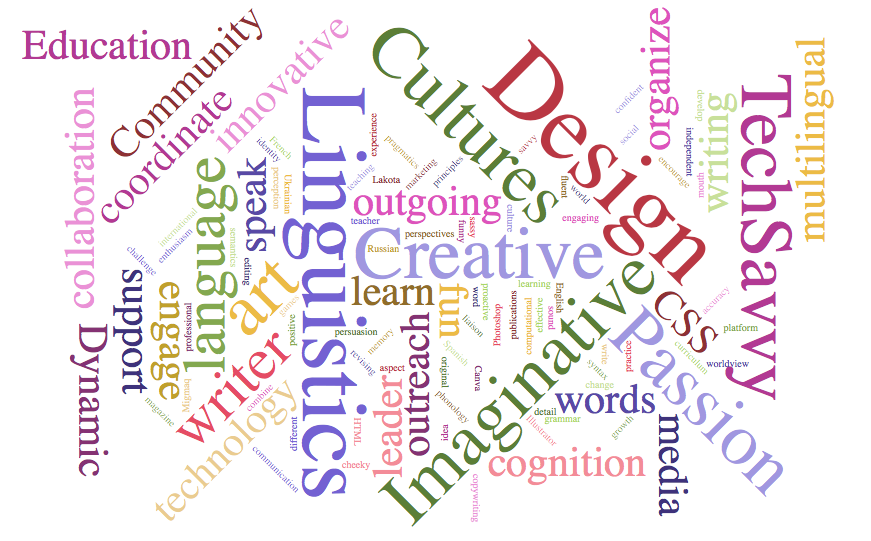 Education
Community
innovative
coordinate
collaboration
Cultures
Design
organize
TechSavvy
multilingual
writing
Linguistics
language
speak
outgoing
Creative
learn
fun
art
support
engage
Dynamic
writer
technology
outreach
leader
Imaginative
CSS
Passion
words
media
cognition
experience
French
identity
teaching
Lakota
pragmatics
marketing
principles
savvy
confident
social
develop
independent
encourage
mouth
fluent
world
engaging
culture
sassy
funny
perspectives
teacher
Russian
Ukrainian
perception
international
enthusiasm
challenge
semantics
editing
professional
games
positive
persuasion
memory
revising
aspect
Spanish
original
liaison
word
proactive
Photoshop
publications
learning
computational
effective
sound
English
Canva
phonology
idea
copywriting
cheeky
HTML
different
communication
combine
Migmaq
magazine
detail
grammar
Illustrator
growth
change
syntax
write
practice
curriculum
accuracy
platform
worldview